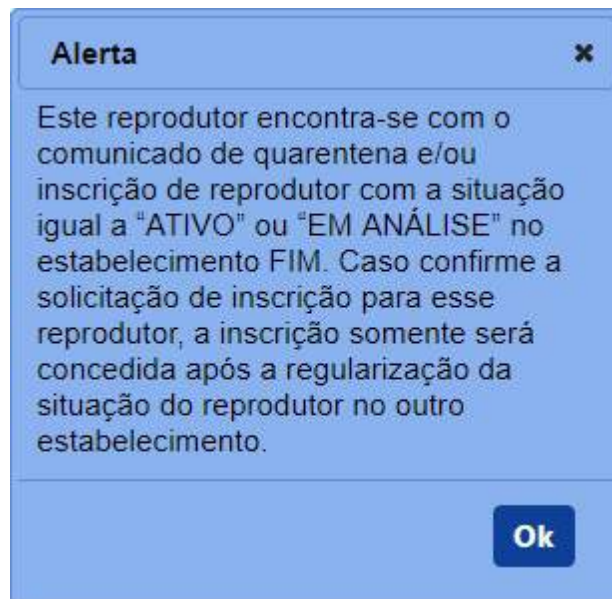 Alerta ×
Este reprodutor encontra-se com o
comunicado de quarentena e/ou
inscrição de reprodutor com a situação
igual a “ATIVO” ou “EM ANÁLISE” no
estabelecimento FIM. Caso confirme a
solicitação de inscrição para esse
reprodutor, a inscrição somente será
concedida após a regularização da
situação do reprodutor no outro
estabelecimento.
Ok